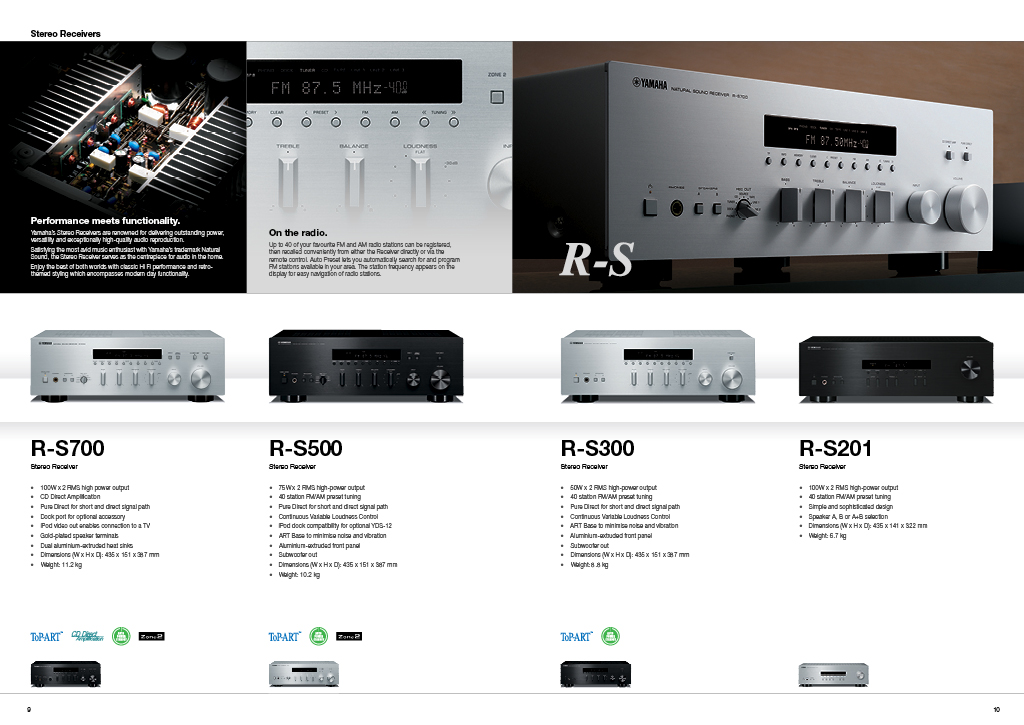 Stereo Receivers
Performance meets functionality.
Yamaha's Stereo Receivers are renowned for delivering outstanding power,
versatility and exceptionally high-quality audio reproduction.
Satisfying the most avid music enthusiast with Yamaha's trademark Natural
Sound, the Stereo Receiver serves as the centrepiece for audio in the home.
Enjoy the best of both worlds with classic Hi Fi performance and retro-
themed styling which encompasses modern day functionality.
FM 87.5 MHz
ZONE 2
CLEAR
PRESET
FM
AM
TUNING
TREBLE
BALANCE
LOUDNESS
FLAT
On the radio.
Up to 40 of your favourite FM and AM radio stations can be registered,
then recalled conveniently from either the Receiver directly or via the
remote control. Auto Preset lets you automatically search for and program
FM stations available in your area. The station frequency appears on the
display for easy navigation of radio stations.
YAMAHA NATURAL SOUND RECEIVER R-S700
FM 87.50MHz
BASS
TREBLE
BALANCE
LOUDNESS
INPUT
VOLUME
R-S
R-S700
Stereo Receiver
• 100W x 2 RMS high power output
• CD Direct Amplification
• Pure Direct for short and direct signal path
• Dock port for optional accessory
• iPod video out enables connection to a TV
• Gold-plated speaker terminals
• Dual aluminium-extruded heat sinks
• Dimensions (W x H x D): 435 x 151 x 387 mm
• Weight: 11.2 kg
ToP-ART™
CD Direct
Amplification
Zone2
R-S500
Stereo Receiver
• 75W x 2 RMS high-power output
• 40 station FM/AM preset tuning
• Pure Direct for short and direct signal path
• Continuous Variable Loudness Control
• iPod dock compatibility for optional YDS-12
• ART Base to minimise noise and vibration
• Aluminium-extruded front panel
• Subwoofer out
• Dimensions (W x H x D): 435 x 151 x 387 mm
• Weight: 10.2 kg
ToP-ART™
Zone2
R-S300
Stereo Receiver
• 50W x 2 RMS high-power output
• 40 station FM/AM preset tuning
• Pure Direct for short and direct signal path
• Continuous Variable Loudness Control
• ART Base to minimise noise and vibration
• Aluminium-extruded front panel
• Subwoofer out
• Dimensions (W x H x D): 435 x 151 x 387 mm
• Weight: 8.8 kg
ToP-ART™
R-S201
Stereo Receiver
• 100W x 2 RMS high-power output
• 40 station FM/AM preset tuning
• Simple and sophisticated design
• Speaker A, B or A+B selection
• Dimensions (W x H x D): 435 x 141 x 322 mm
• Weight: 6.7 kg
9
10